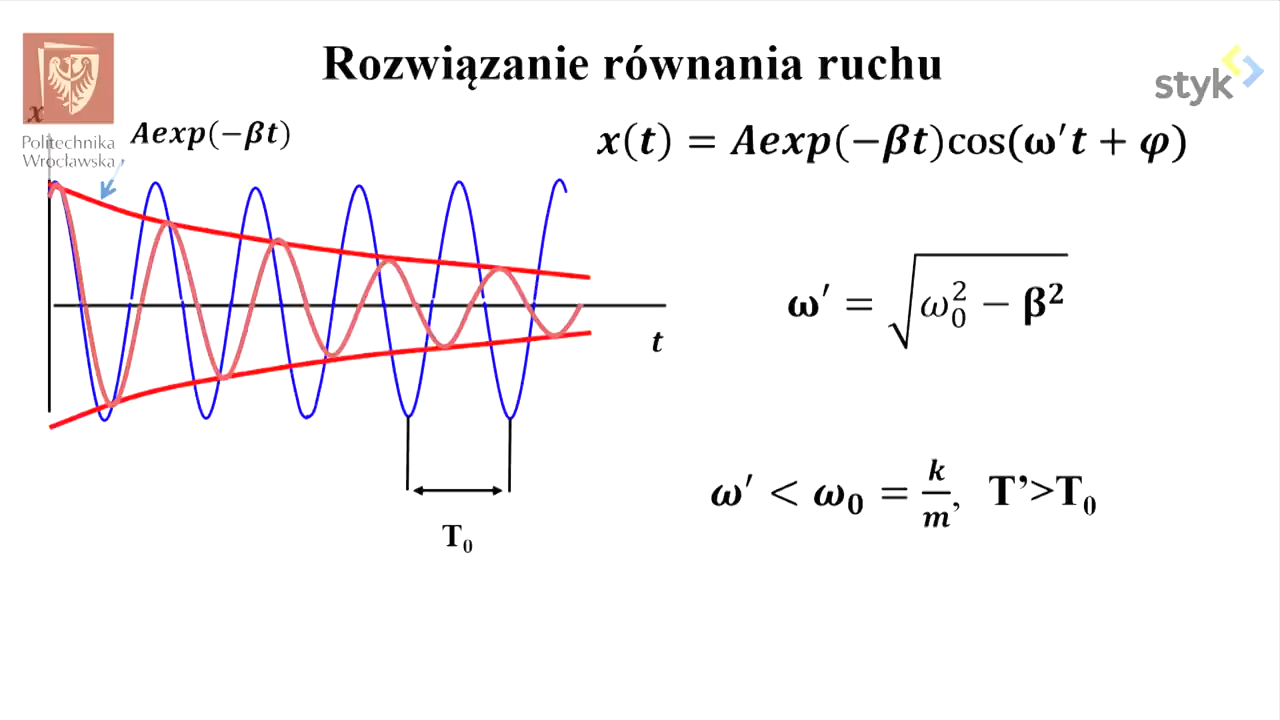 Rozwiązanie równania ruchu
styk
x
Politechnika
Wrocławska
Aexp(−βt)
x(t) = Aexp(−βt)cos(ω′t + φ)
ω′ = √(ω₀² − β²)
t
ω′ < ω₀ = k/m, T’>T₀
T₀